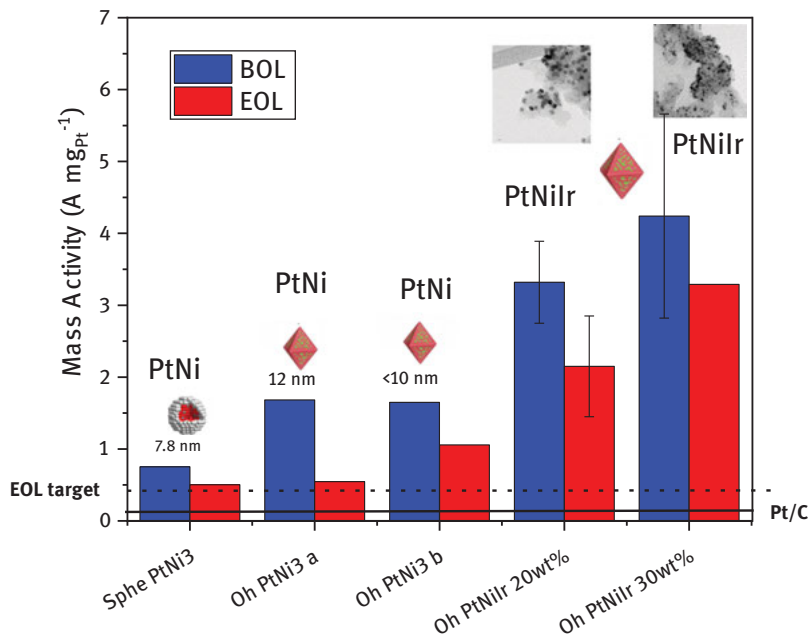 7
6
5
4
3
2
1
0
Mass Activity (A mgPt⁻¹)
BOL
EOL
PtNiIr
PtNiIr
PtNi
PtNi
PtNi
12 nm
<10 nm
7.8 nm
EOL target
Pt/C
Sphe PtNi3
Oh PtNi3 a
Oh PtNi3 b
Oh PtNiIr 20wt%
Oh PtNiIr 30wt%